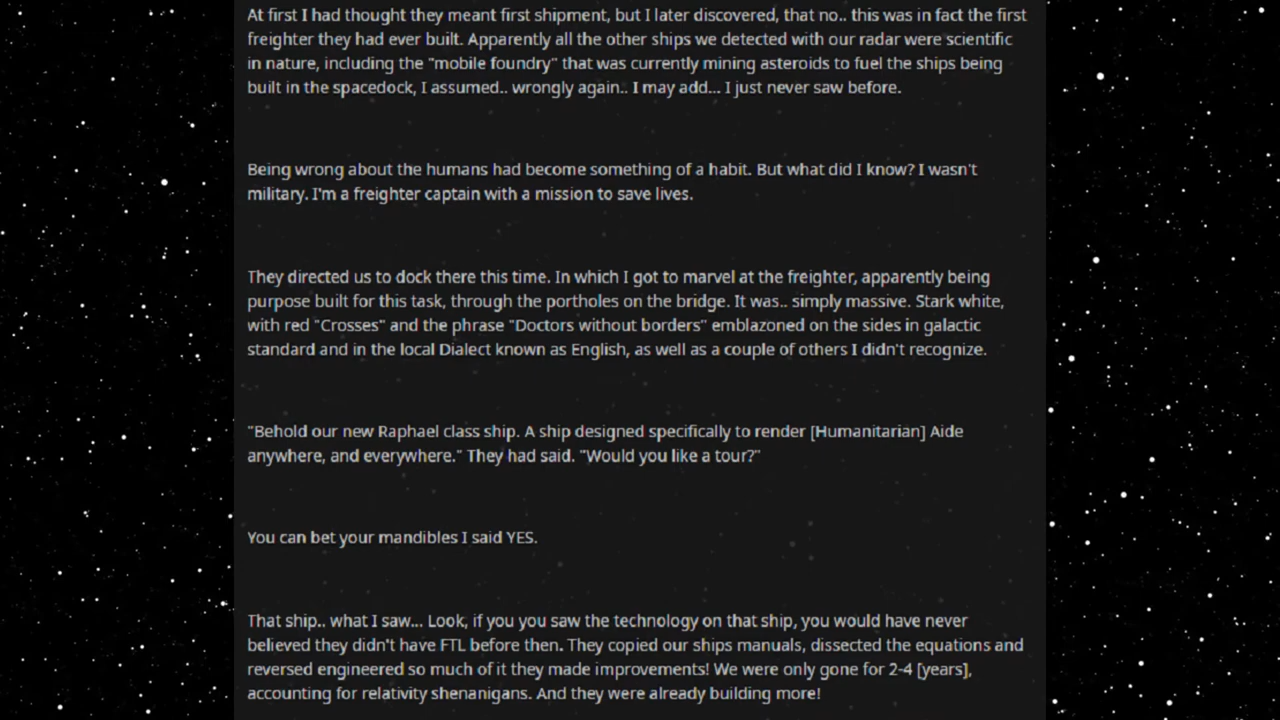 At first I had thought they meant first shipment, but I later discovered, that no.. this was in fact the first
freighter they had ever built. Apparently all the other ships we detected with our radar were scientific
in nature, including the "mobile foundry" that was currently mining asteroids to fuel the ships being
built in the spacedock, I assumed.. wrongly again.. I may add... I just never saw before.
Being wrong about the humans had become something of a habit. But what did I know? I wasn't
military. I'm a freighter captain with a mission to save lives.
They directed us to dock there this time. In which I got to marvel at the freighter, apparently being
purpose built for this task, through the portholes on the bridge. It was.. simply massive. Stark white,
with red "Crosses" and the phrase "Doctors without borders" emblazoned on the sides in galactic
standard and in the local Dialect known as English, as well as a couple of others I didn't recognize.
"Behold our new Raphael class ship. A ship designed specifically to render [Humanitarian] Aide
anywhere, and everywhere." They had said. "Would you like a tour?"
You can bet your mandibles I said YES.
That ship.. what I saw... Look, if you you saw the technology on that ship, you would have never
believed they didn't have FTL before then. They copied our ships manuals, dissected the equations and
reversed engineered so much of it they made improvements! We were only gone for 2-4 [years],
accounting for relativity shenanigans. And they were already building more!